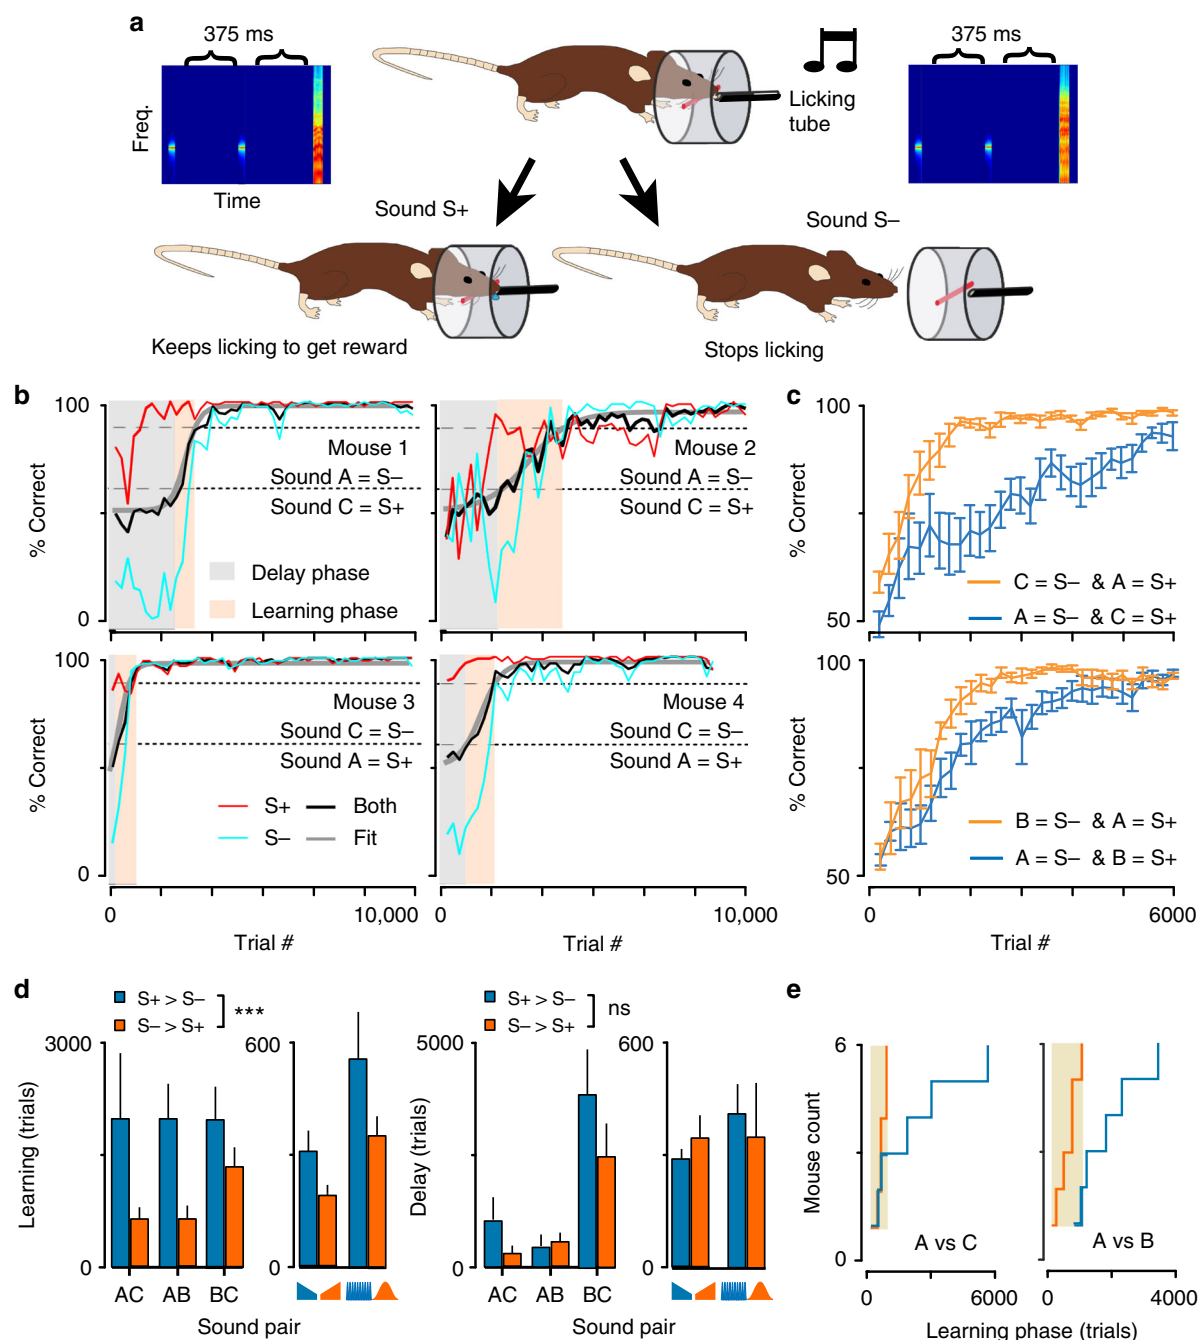 a
375 ms
375 ms
Freq.
Time
Licking
tube
Sound S+
Sound S−
Keeps licking to get reward
Stops licking
b
100
% Correct
0
Mouse 1
Sound A = S−
Sound C = S+
Delay phase
Learning phase
Mouse 2
Sound A = S−
Sound C = S+
100
% Correct
0
Mouse 3
Sound C = S−
Sound A = S+
S+
Both
S−
Fit
Mouse 4
Sound C = S−
Sound A = S+
0
10,000
Trial #
0
10,000
Trial #
c
100
% Correct
50
C = S− & A = S+
A = S− & C = S+
100
% Correct
50
B = S− & A = S+
A = S− & B = S+
0
6000
Trial #
d
S+ > S−
S− > S+
***
3000
Learning (trials)
0
AC
AB
BC
600
0
Sound pair
S+ > S−
S− > S+
ns
5000
Delay (trials)
0
AC
AB
BC
600
0
Sound pair
e
6
Mouse count
0
A vs C
0
6000
A vs B
0
4000
Learning phase (trials)